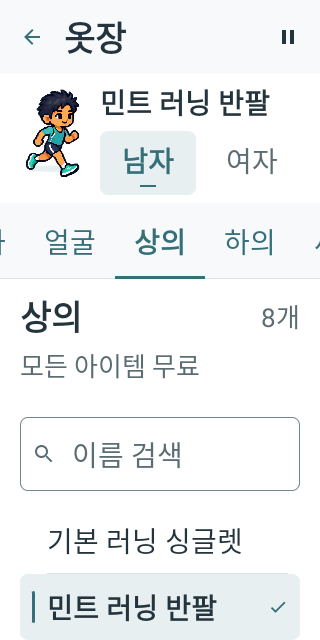 옷장
민트 러닝 반팔
남자 여자
얼굴 상의 하의
상의 8개
모든 아이템 무료
이름 검색
기본 러닝 싱글렛
민트 러닝 반팔